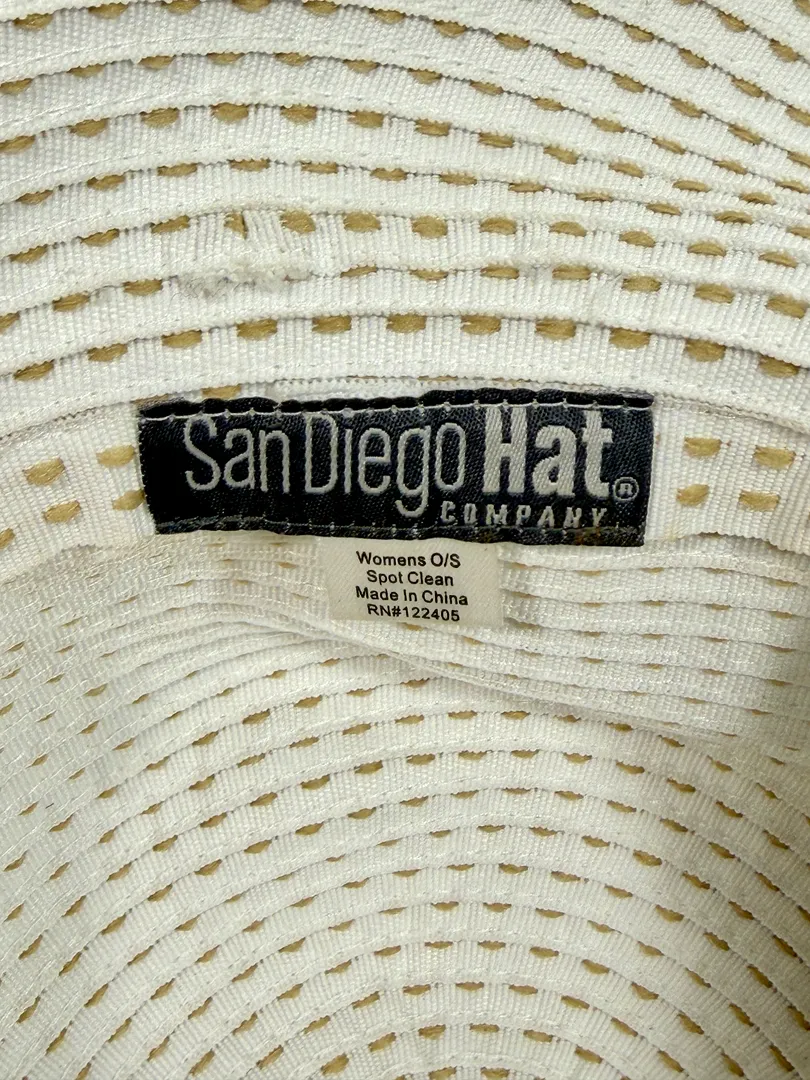 San Diego Hat®
COMPANY
Womens O/S
Spot Clean
Made In China
RN#122405